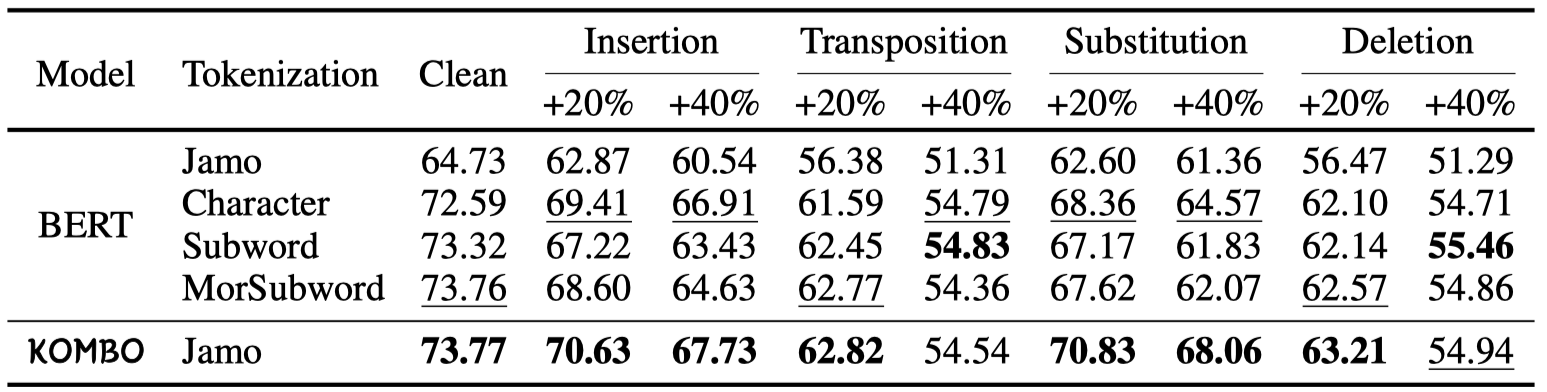 Model Tokenization Clean Insertion Transposition Substitution Deletion
+20% +40% +20% +40% +20% +40% +20% +40%
BERT
Jamo 64.73 62.87 60.54 56.38 51.31 62.60 61.36 56.47 51.29
Character 72.59 69.41 66.91 61.59 54.79 68.36 64.57 62.10 54.71
Subword 73.32 67.22 63.43 62.45 54.83 67.17 61.83 62.14 55.46
MorSubword 73.76 68.60 64.63 62.77 54.36 67.62 62.07 62.57 54.86
KOMBO Jamo 73.77 70.63 67.73 62.82 54.54 70.83 68.06 63.21 54.94